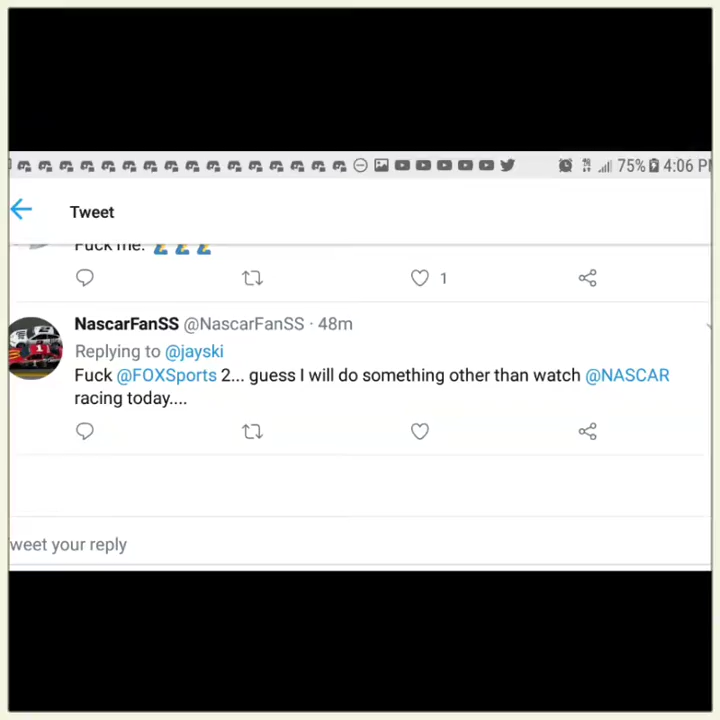 75% 4:06 P
Tweet
Fuck me.
1
NascarFanSS @NascarFanSS · 48m
Replying to @jayski
Fuck @FOXSports 2... guess I will do something other than watch @NASCAR
racing today....
weet your reply